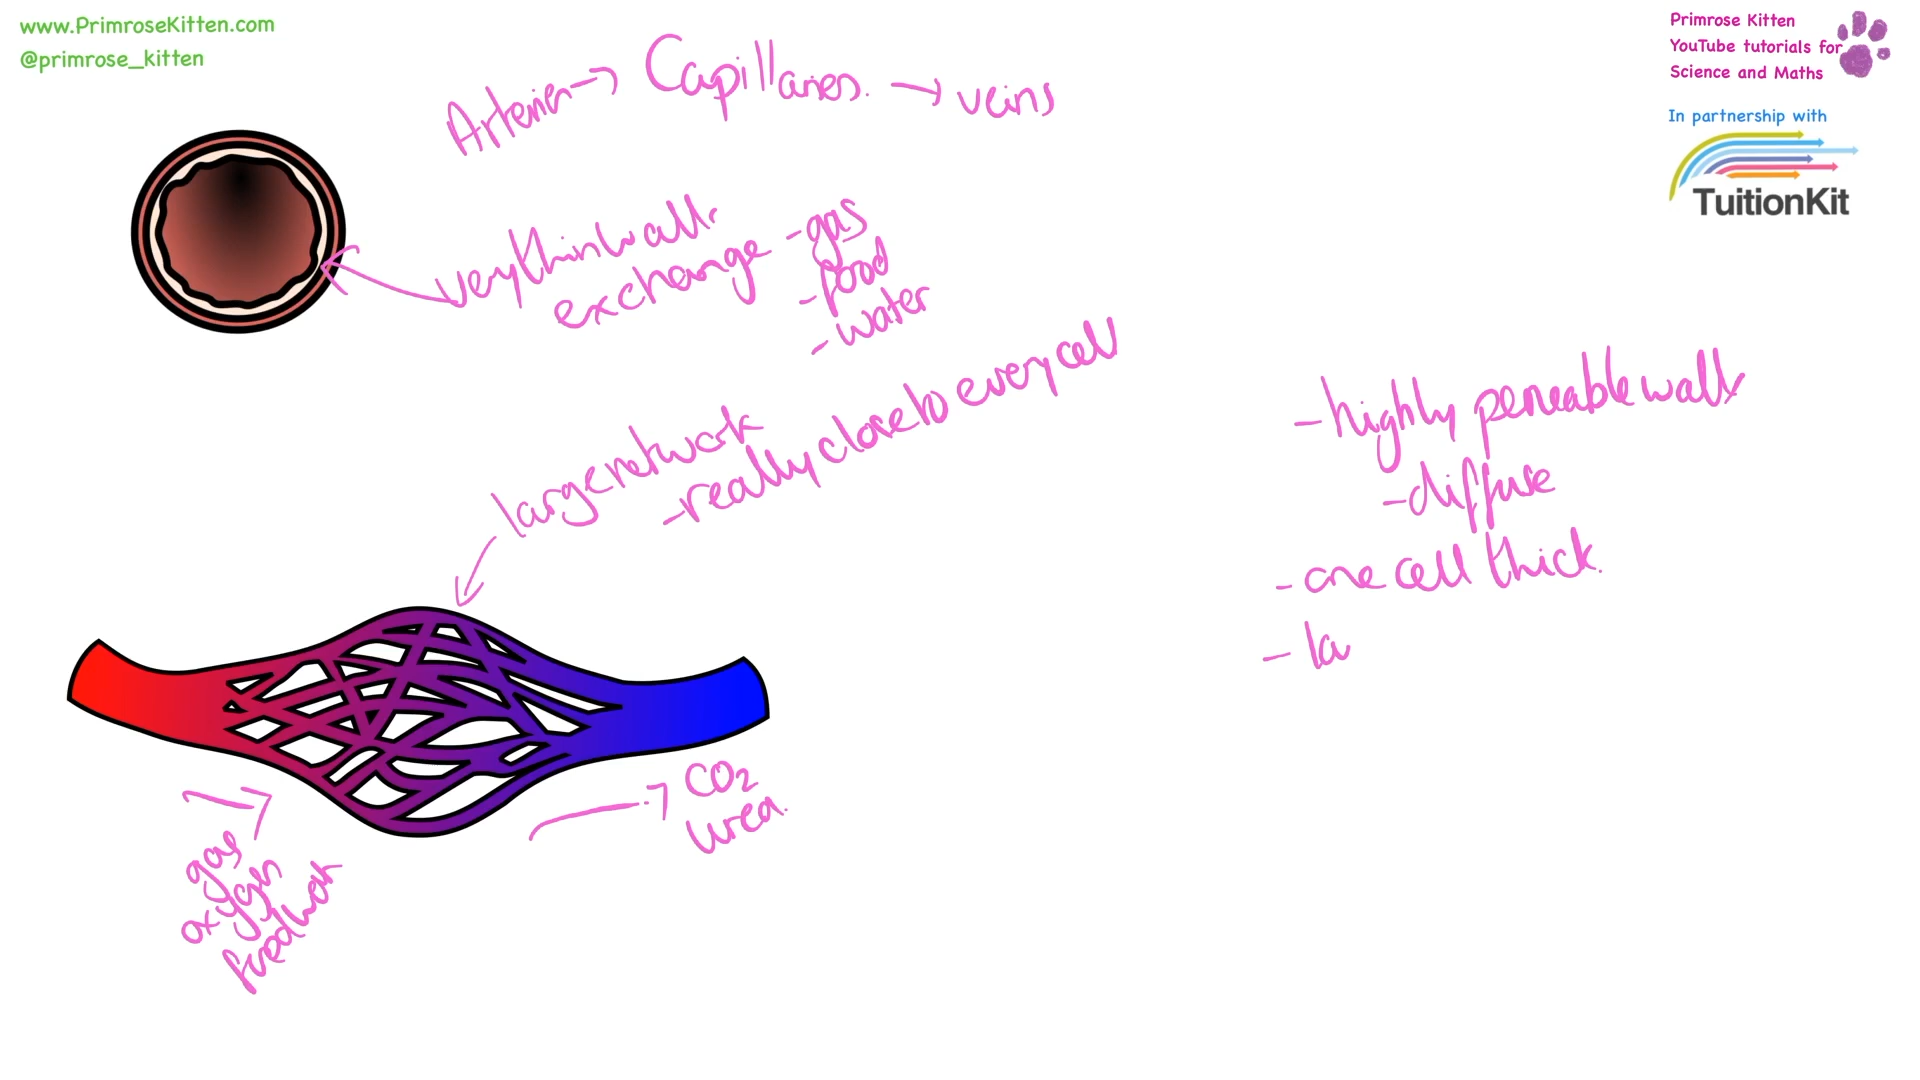 www.PrimroseKitten.com
@primrose_kitten
Primrose Kitten
YouTube tutorials for
Science and Maths
In partnership with
TuitionKit
Arteries → Capillaries. → veins
very thin walls
exchange - gas
- food
- water
large network
- really close to every cell
- highly permeable walls
- diffuse
- one cell thick.
- la
→ CO2
urea.
gas
oxygen